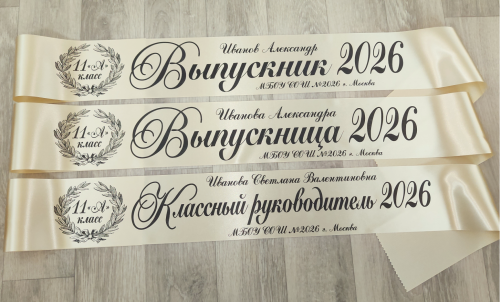 Иванов Александр
11 «А» класс
Выпускник 2026
МБОУ СОШ №2026 г. Москва
Иванова Александра
11 «А» класс
Выпускница 2026
МБОУ СОШ №2026 г. Москва
Иванова Светлана Валентиновна
11 «А» класс
Классный руководитель 2026
МБОУ СОШ №2026 г. Москва